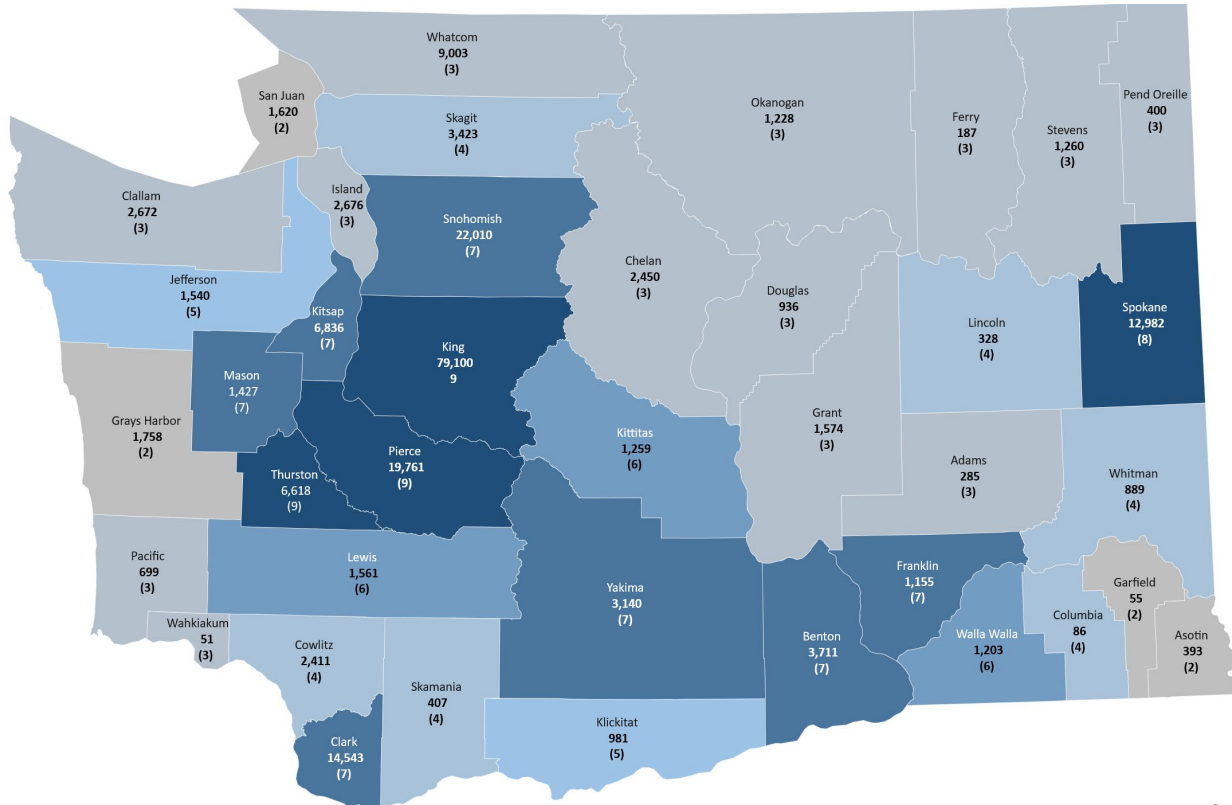 Whatcom
9,003
(3)
San Juan
1,620
(2)
Skagit
3,423
(4)
Okanogan
1,228
(3)
Ferry
187
(3)
Stevens
1,260
(3)
Pend Oreille
400
(3)
Clallam
2,672
(3)
Island
2,676
(3)
Snohomish
22,010
(7)
Chelan
2,450
(3)
Douglas
936
(3)
Jefferson
1,540
(5)
Kitsap
6,836
(7)
King
79,100
9
Lincoln
328
(4)
Spokane
12,982
(8)
Mason
1,427
(7)
Grays Harbor
1,758
(2)
Thurston
6,618
(9)
Pierce
19,761
(9)
Kittitas
1,259
(6)
Grant
1,574
(3)
Adams
285
(3)
Whitman
889
(4)
Pacific
699
(3)
Lewis
1,561
(6)
Yakima
3,140
(7)
Franklin
1,155
(7)
Garfield
55
(2)
Wahkiakum
51
(3)
Cowlitz
2,411
(4)
Skamania
407
(4)
Benton
3,711
(7)
Walla Walla
1,203
(6)
Columbia
86
(4)
Asotin
393
(2)
Clark
14,543
(7)
Klickitat
981
(5)